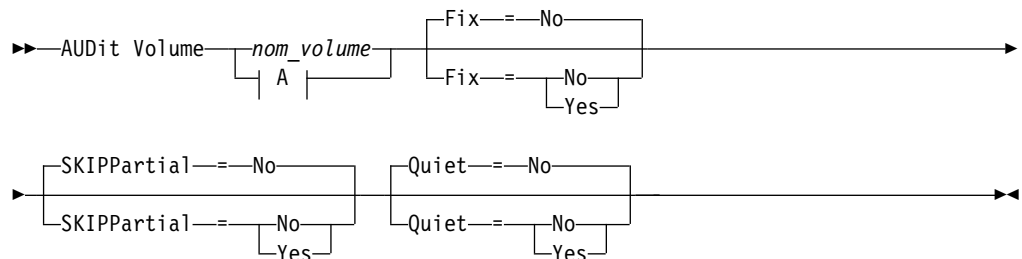 Fix = No
AUDit Volume nom_volume
A
Fix = No
Yes
SKIPPartial = No
Quiet = No
SKIPPartial = No
Yes
Quiet = No
Yes